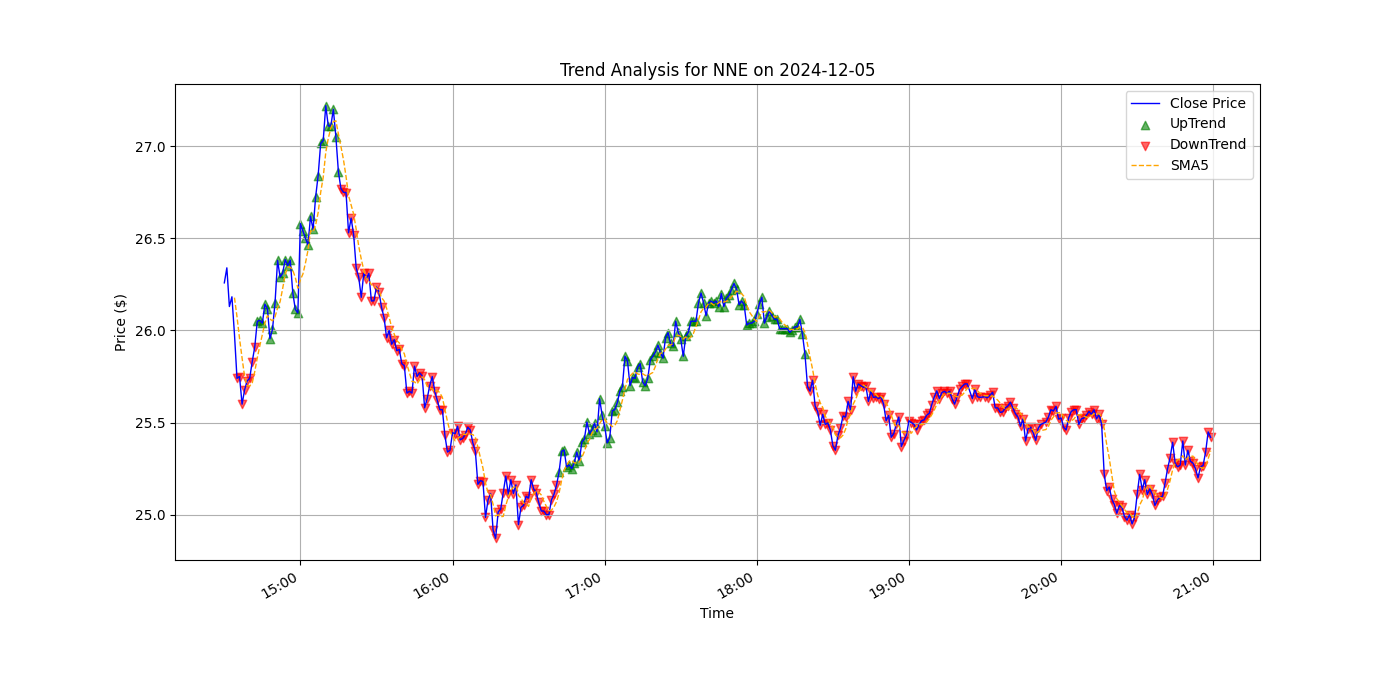 Trend Analysis for NNE on 2024-12-05
Close Price
UpTrend
DownTrend
SMA5
Price ($)
27.0
26.5
26.0
25.5
25.0
15:00
16:00
17:00
18:00
19:00
20:00
21:00
Time